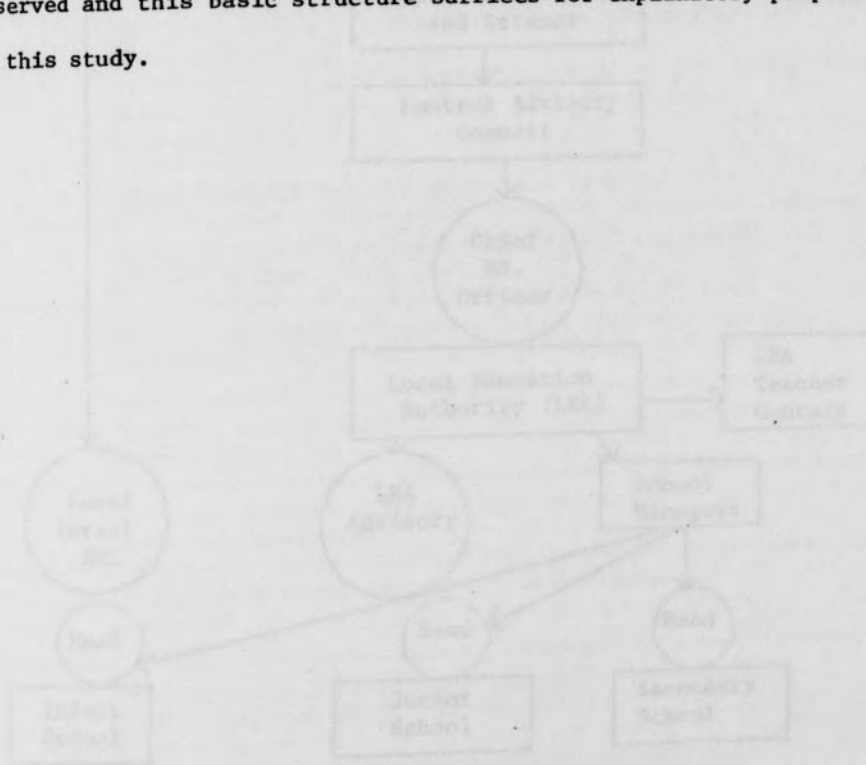 served and this basic structure suffices for explanatory
this study.
and Science
Central Advisory
Council
Chief
Ed.
Officer
Local Education
Authority (LEA)
LEA
Teacher
Centers
LEA
Advisory
School
Managers
Local
HMI
Head
Head
Head
Infant
School
Junior
School
Secondary
School